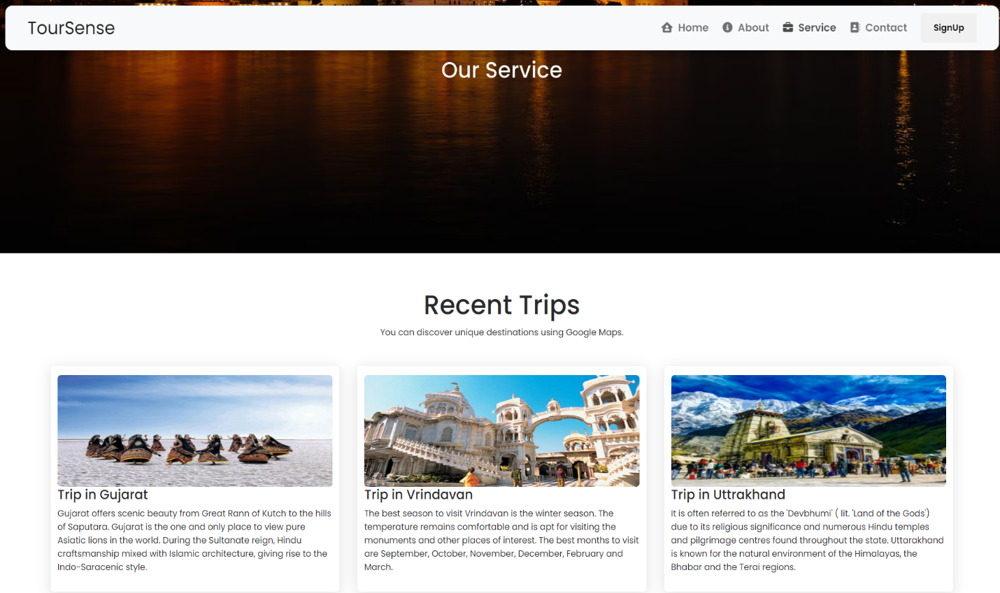 TourSense
Home About Service Contact SignUp
Our Service
Recent Trips
You can discover unique destinations using Google Maps.
Trip in Gujarat
Gujarat offers scenic beauty from Great Rann of Kutch to the hills
of Saputara. Gujarat is the one and only place to view pure
Asiatic lions in the world. During the Sultanate reign, Hindu
craftsmanship mixed with Islamic architecture, giving rise to the
Indo-Saracenic style.
Trip in Vrindavan
The best season to visit Vrindavan is the winter season. The
temperature remains comfortable and is apt for visiting the
monuments and other places of interest. The best months to visit
are September, October, November, December, February and
March.
Trip in Uttrakhand
It is often referred to as the 'Devbhumi' ( lit. 'Land of the Gods')
due to its religious significance and numerous Hindu temples
and pilgrimage centres found throughout the state. Uttarakhand
is known for the natural environment of the Himalayas, the
Bhabar and the Terai regions.